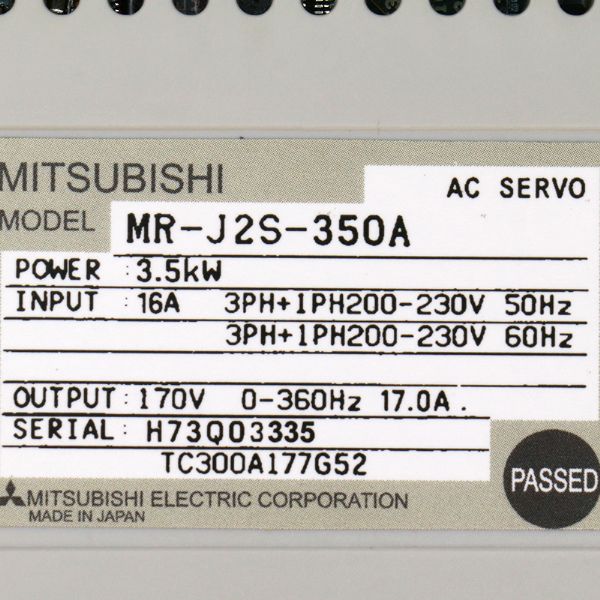 MITSUBISHI
AC SERVO
MODEL MR-J2S-350A
POWER : 3.5kW
INPUT : 16A 3PH+1PH200-230V 50Hz
3PH+1PH200-230V 60Hz
OUTPUT : 170V 0-360Hz 17.0A .
SERIAL : H73Q03335
TC300A177G52
PASSED
MITSUBISHI ELECTRIC CORPORATION
MADE IN JAPAN